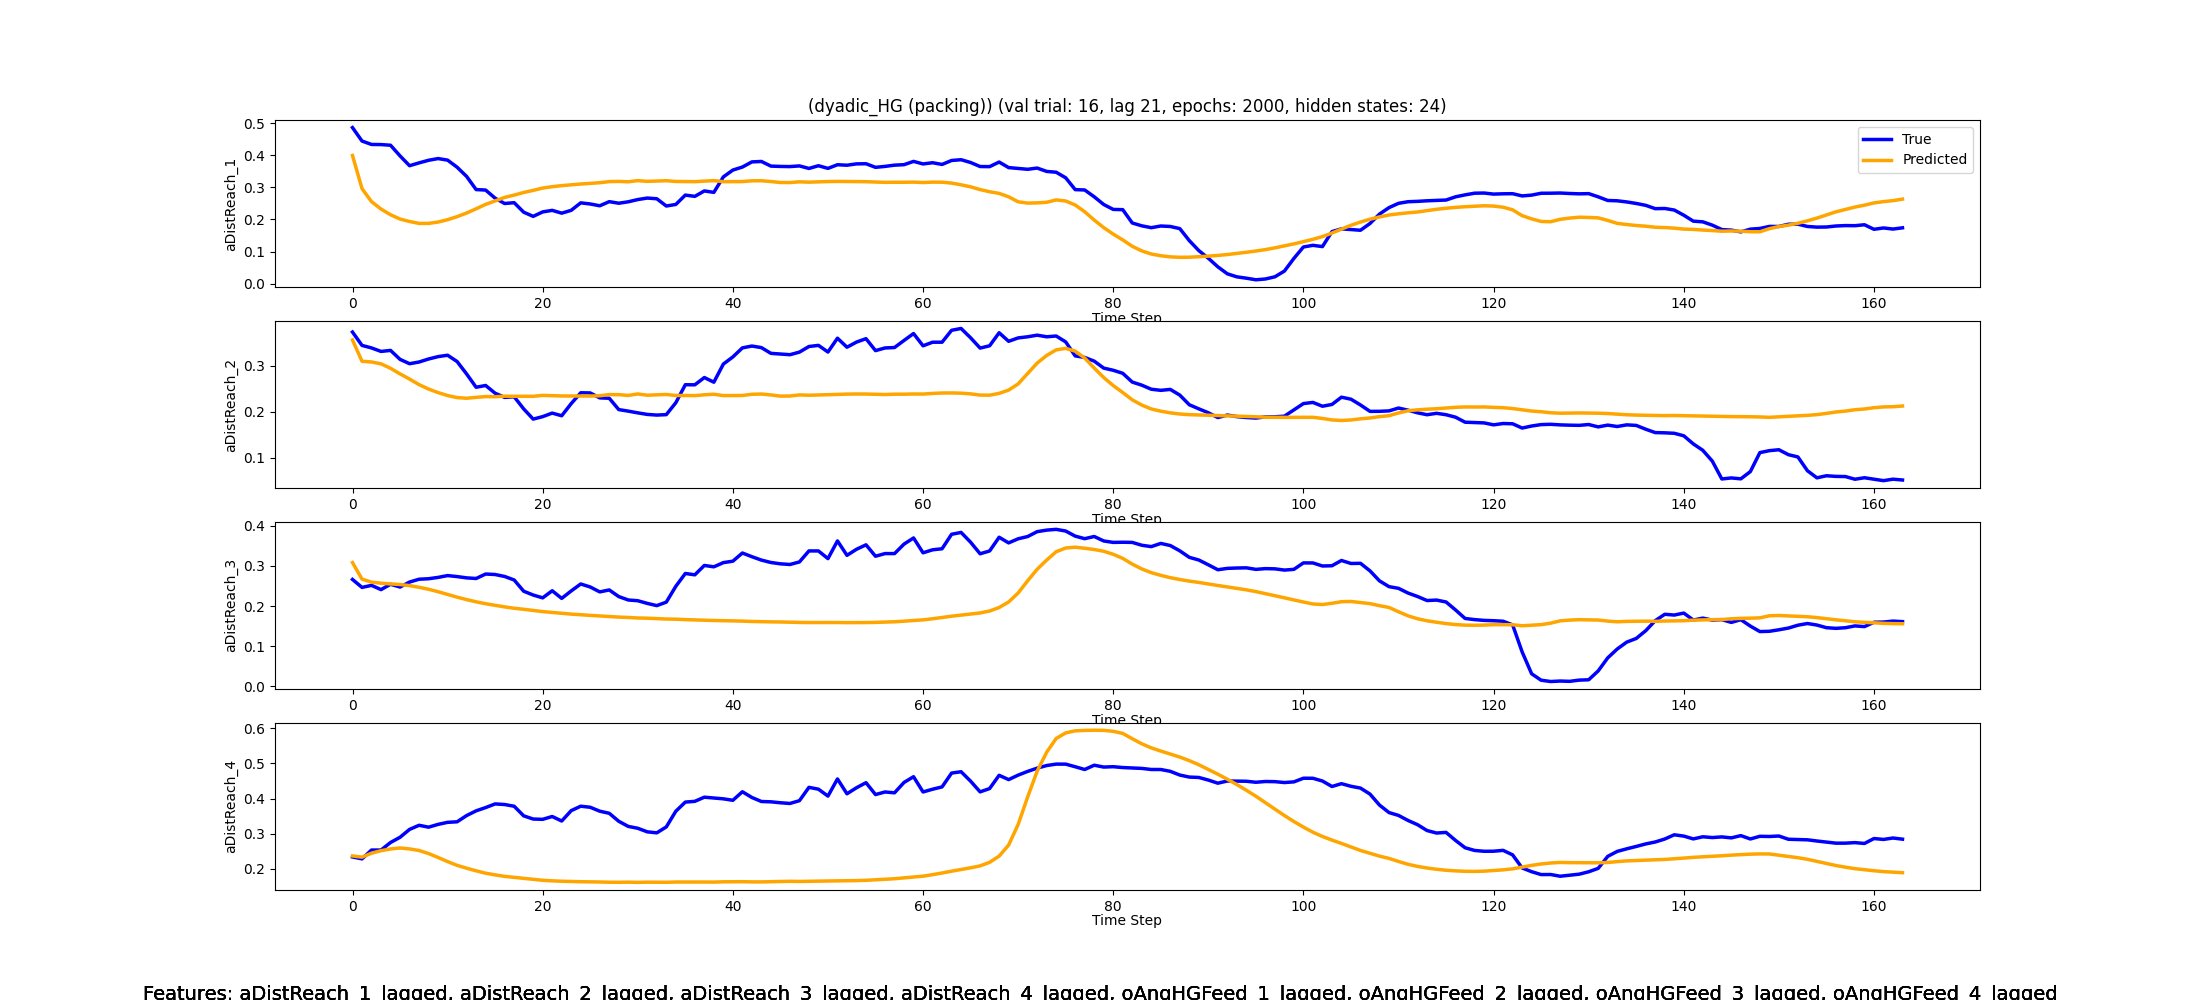 (dyadic_HG (packing)) (val trial: 16, lag 21, epochs: 2000, hidden states: 24)
True
Predicted
aDistReach_1
0.5
0.4
0.3
0.2
0.1
0.0
0 20 40 60 80 100 120 140 160
Time Step
aDistReach_2
0.3
0.2
0.1
0 20 40 60 80 100 120 140 160
Time Step
aDistReach_3
0.4
0.3
0.2
0.1
0.0
0 20 40 60 80 100 120 140 160
Time Step
aDistReach_4
0.6
0.5
0.4
0.3
0.2
0 20 40 60 80 100 120 140 160
Time Step
Features: aDistReach_1_lagged, aDistReach_2_lagged, aDistReach_3_lagged, aDistReach_4_lagged, oAngHGFeed_1_lagged, oAngHGFeed_2_lagged, oAngHGFeed_3_lagged, oAngHGFeed_4_lagged